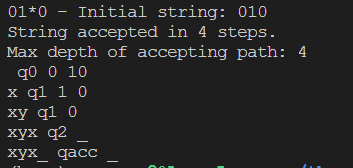 01*0 - Initial string: 010
String accepted in 4 steps.
Max depth of accepting path: 4
q0 0 10
x q1 1 0
xy q1 0
xyx q2 _
xyx_ qacc _